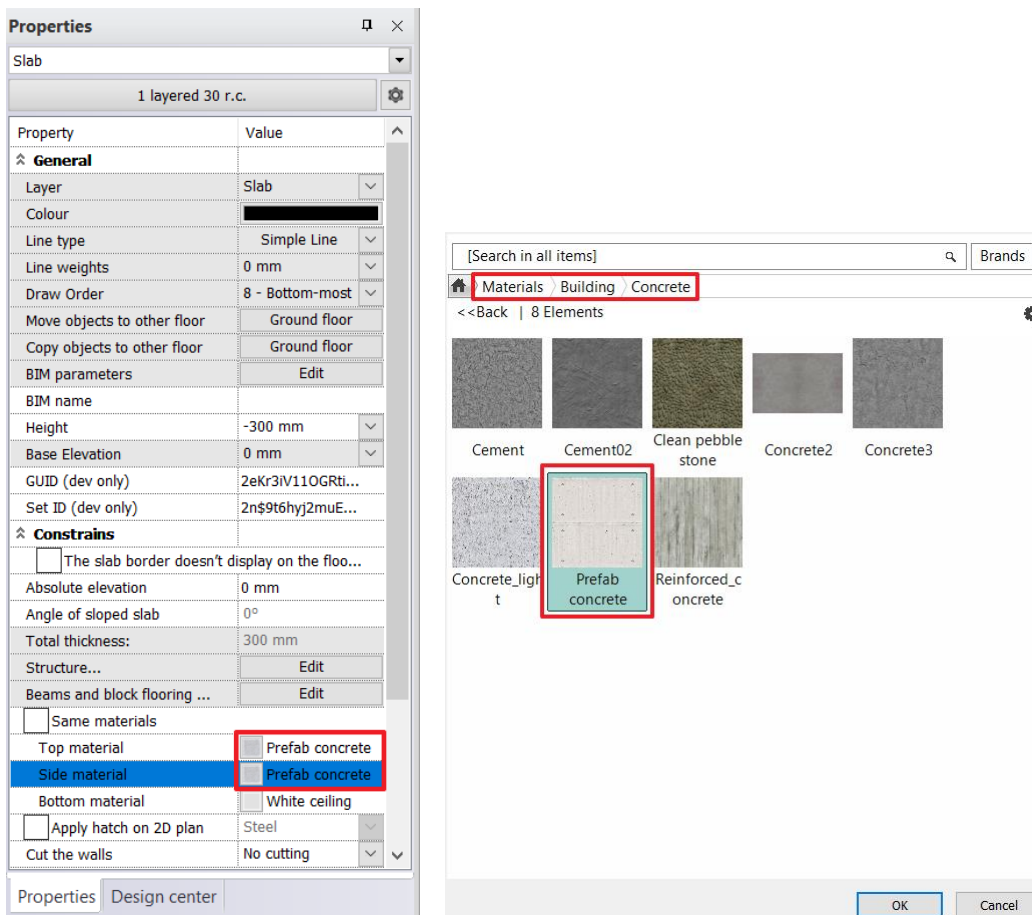 Properties
Slab
1 layered 30 r.c.
Property Value
General
Layer Slab
Colour
Line type Simple Line
Line weights 0 mm
Draw Order 8 - Bottom-most
Move objects to other floor Ground floor
Copy objects to other floor Ground floor
BIM parameters Edit
BIM name
Height -300 mm
Base Elevation 0 mm
GUID (dev only) 2eKr3iV11OGRti...
Set ID (dev only) 2n$9t6hyj2muE...
Constrains
The slab border doesn't display on the floo...
Absolute elevation 0 mm
Angle of sloped slab 0°
Total thickness: 300 mm
Structure... Edit
Beams and block flooring ... Edit
Same materials
Top material Prefab concrete
Side material Prefab concrete
Bottom material White ceiling
Apply hatch on 2D plan Steel
Cut the walls No cutting
Properties Design center
[Search in all items] Brands
Materials Building Concrete
<<Back | 8 Elements
Cement Cement02 Clean pebble Concrete2 Concrete3
stone
Concrete_ligh Prefab Reinforced_c
t concrete oncrete
OK Cancel